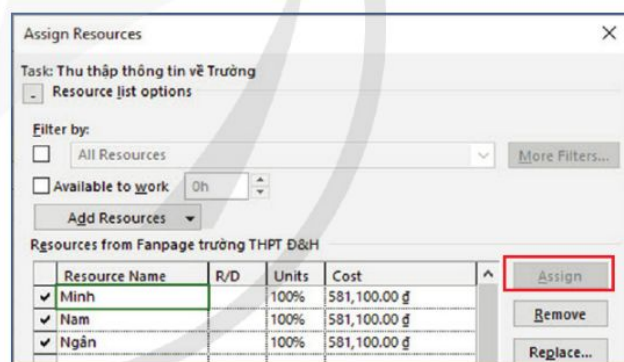 Assign Resources
Task: Thu thập thông tin về Trường
- Resource list options
Filter by:
All Resources More Filters...
Available to work 0h
Add Resources
Resources from Fanpage trường THPT Đ&H
Resource Name R/D Units Cost Assign
Minh 100% 581,100.00 ₫
Nam 100% 581,100.00 ₫ Remove
Ngân 100% 581,100.00 ₫
Replace...